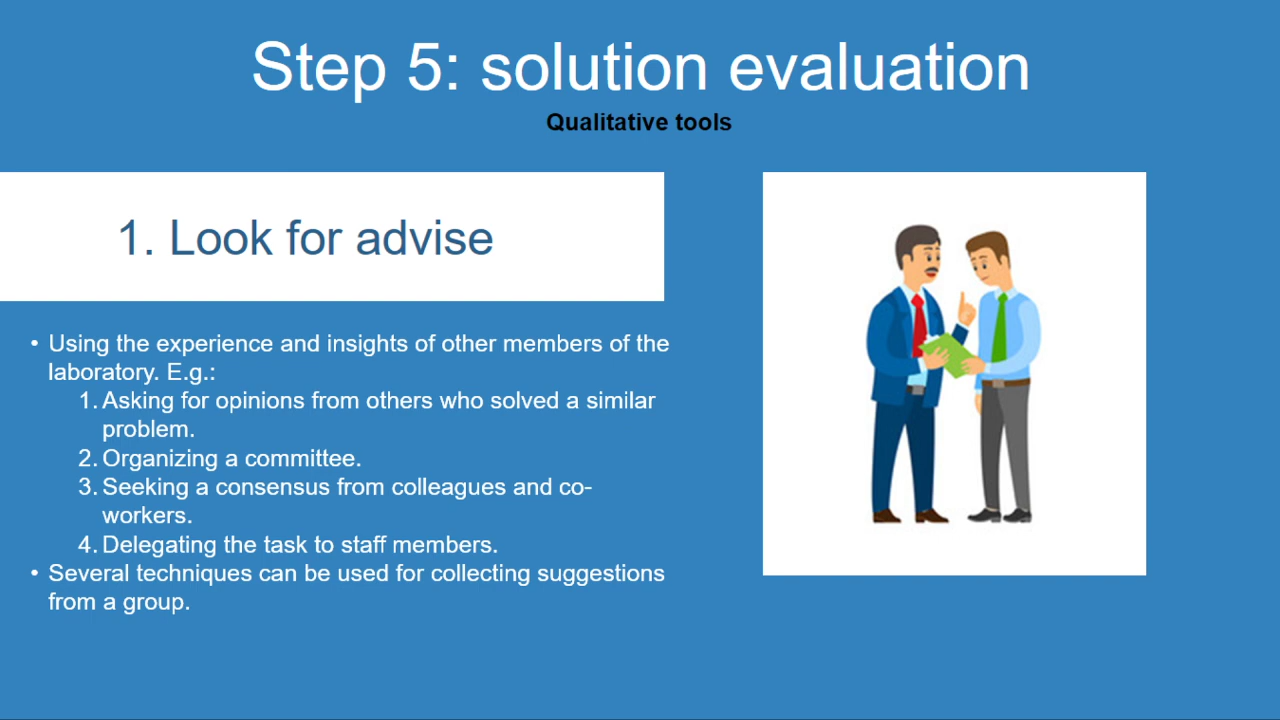 Step 5: solution evaluation
Qualitative tools
1. Look for advise
• Using the experience and insights of other members of the
laboratory. E.g.:
1. Asking for opinions from others who solved a similar
problem.
2. Organizing a committee.
3. Seeking a consensus from colleagues and co-
workers.
4. Delegating the task to staff members.
• Several techniques can be used for collecting suggestions
from a group.